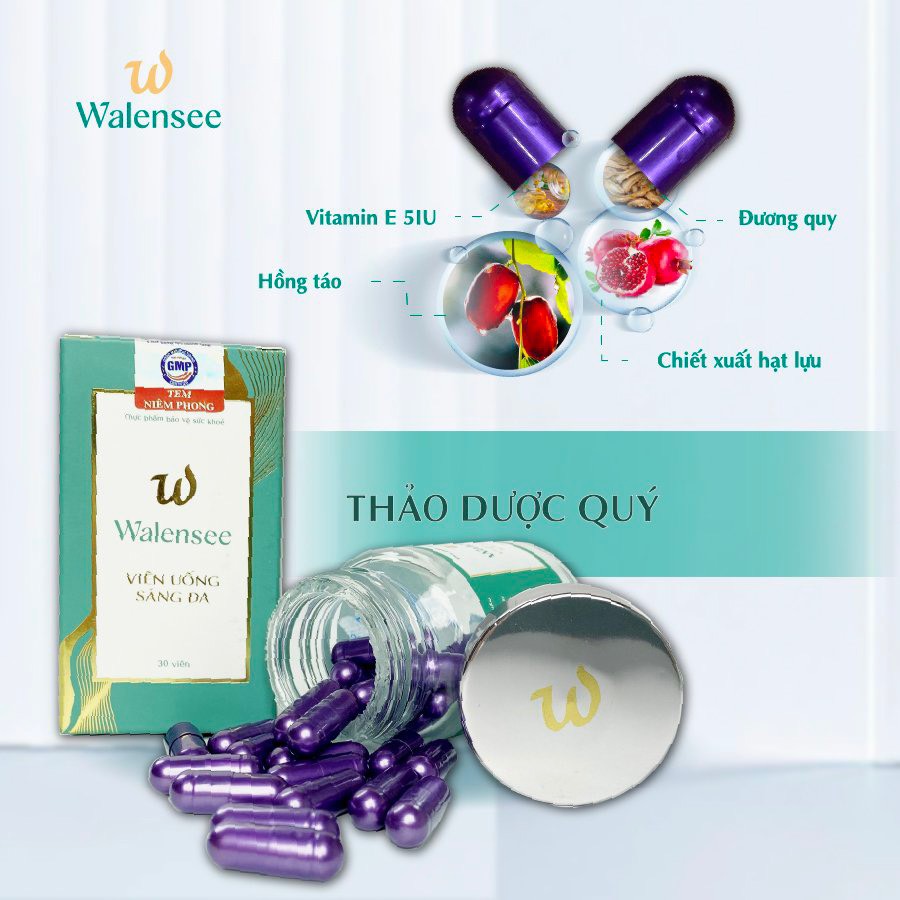 Walensee
Vitamin E 5IU
Đương quy
Hồng táo
Chiết xuất hạt lựu
GMP
TEM
NIÊM PHONG
Thực phẩm bảo vệ sức khoẻ
Walensee
VIÊN UỐNG
SÁNG DA
30 viên
THẢO DƯỢC QUÝ